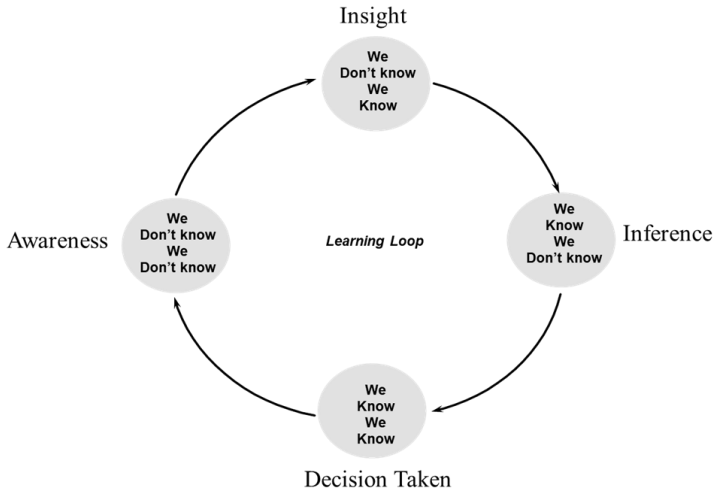 Insight
We
Don't know
We
Know
Awareness
We
Don't know
We
Don't know
Learning Loop
We
Know
We
Don't know
Inference
We
Know
We
Know
Decision Taken